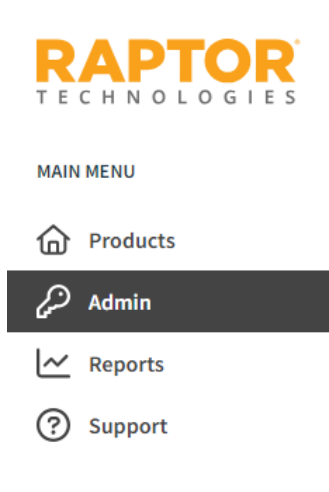 RAPTOR
TECHNOLOGIES
MAIN MENU
Products
Admin
Reports
Support